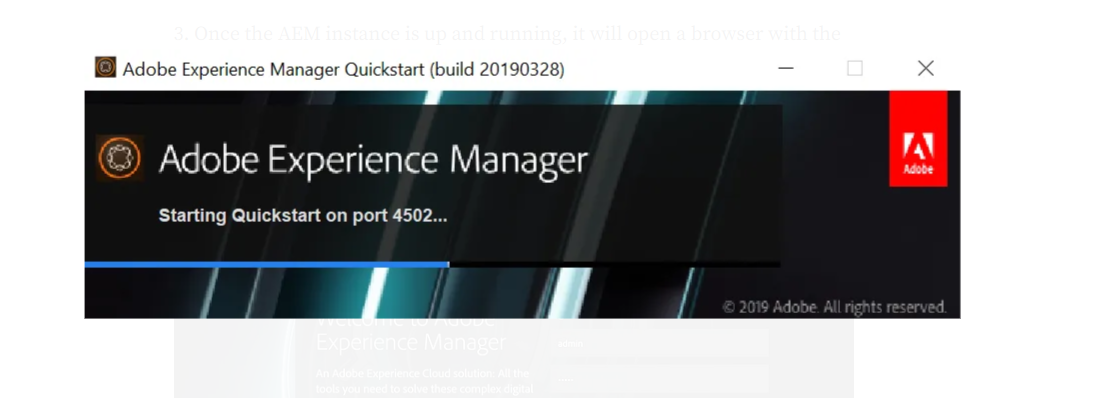 3. Once the AEM instance is up and running, it will open a browser with the
Adobe Experience Manager Quickstart (build 20190328)
Adobe Experience Manager
Adobe
Starting Quickstart on port 4502...
© 2019 Adobe. All rights reserved.
Welcome to Adobe
Experience Manager
An Adobe Experience Cloud solution: All the
tools you need to solve these complex digital